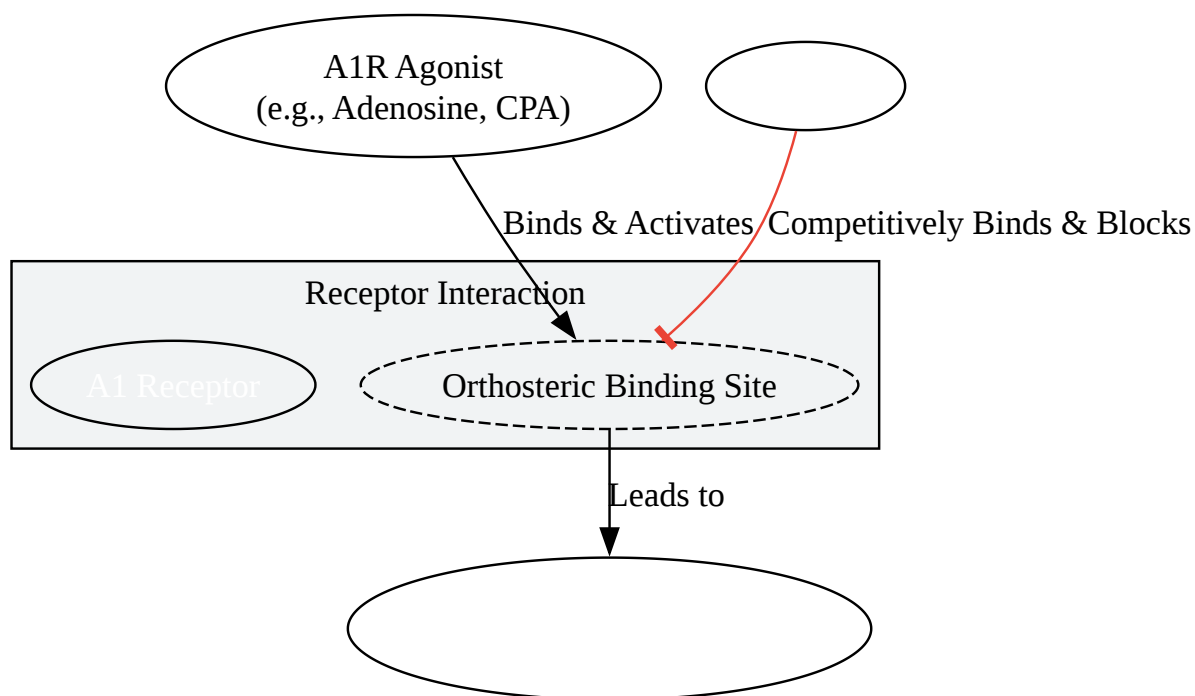 A1R Agonist
(e.g., Adenosine, CPA)
Binds & Activates
Competitively Binds & Blocks
Receptor Interaction
A1 Receptor
Orthosteric Binding Site
Leads to